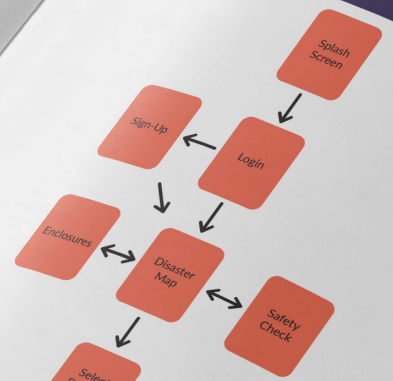 Splash
Screen
Sign-Up
Login
Enclosures
Disaster
Map
Safety
Check